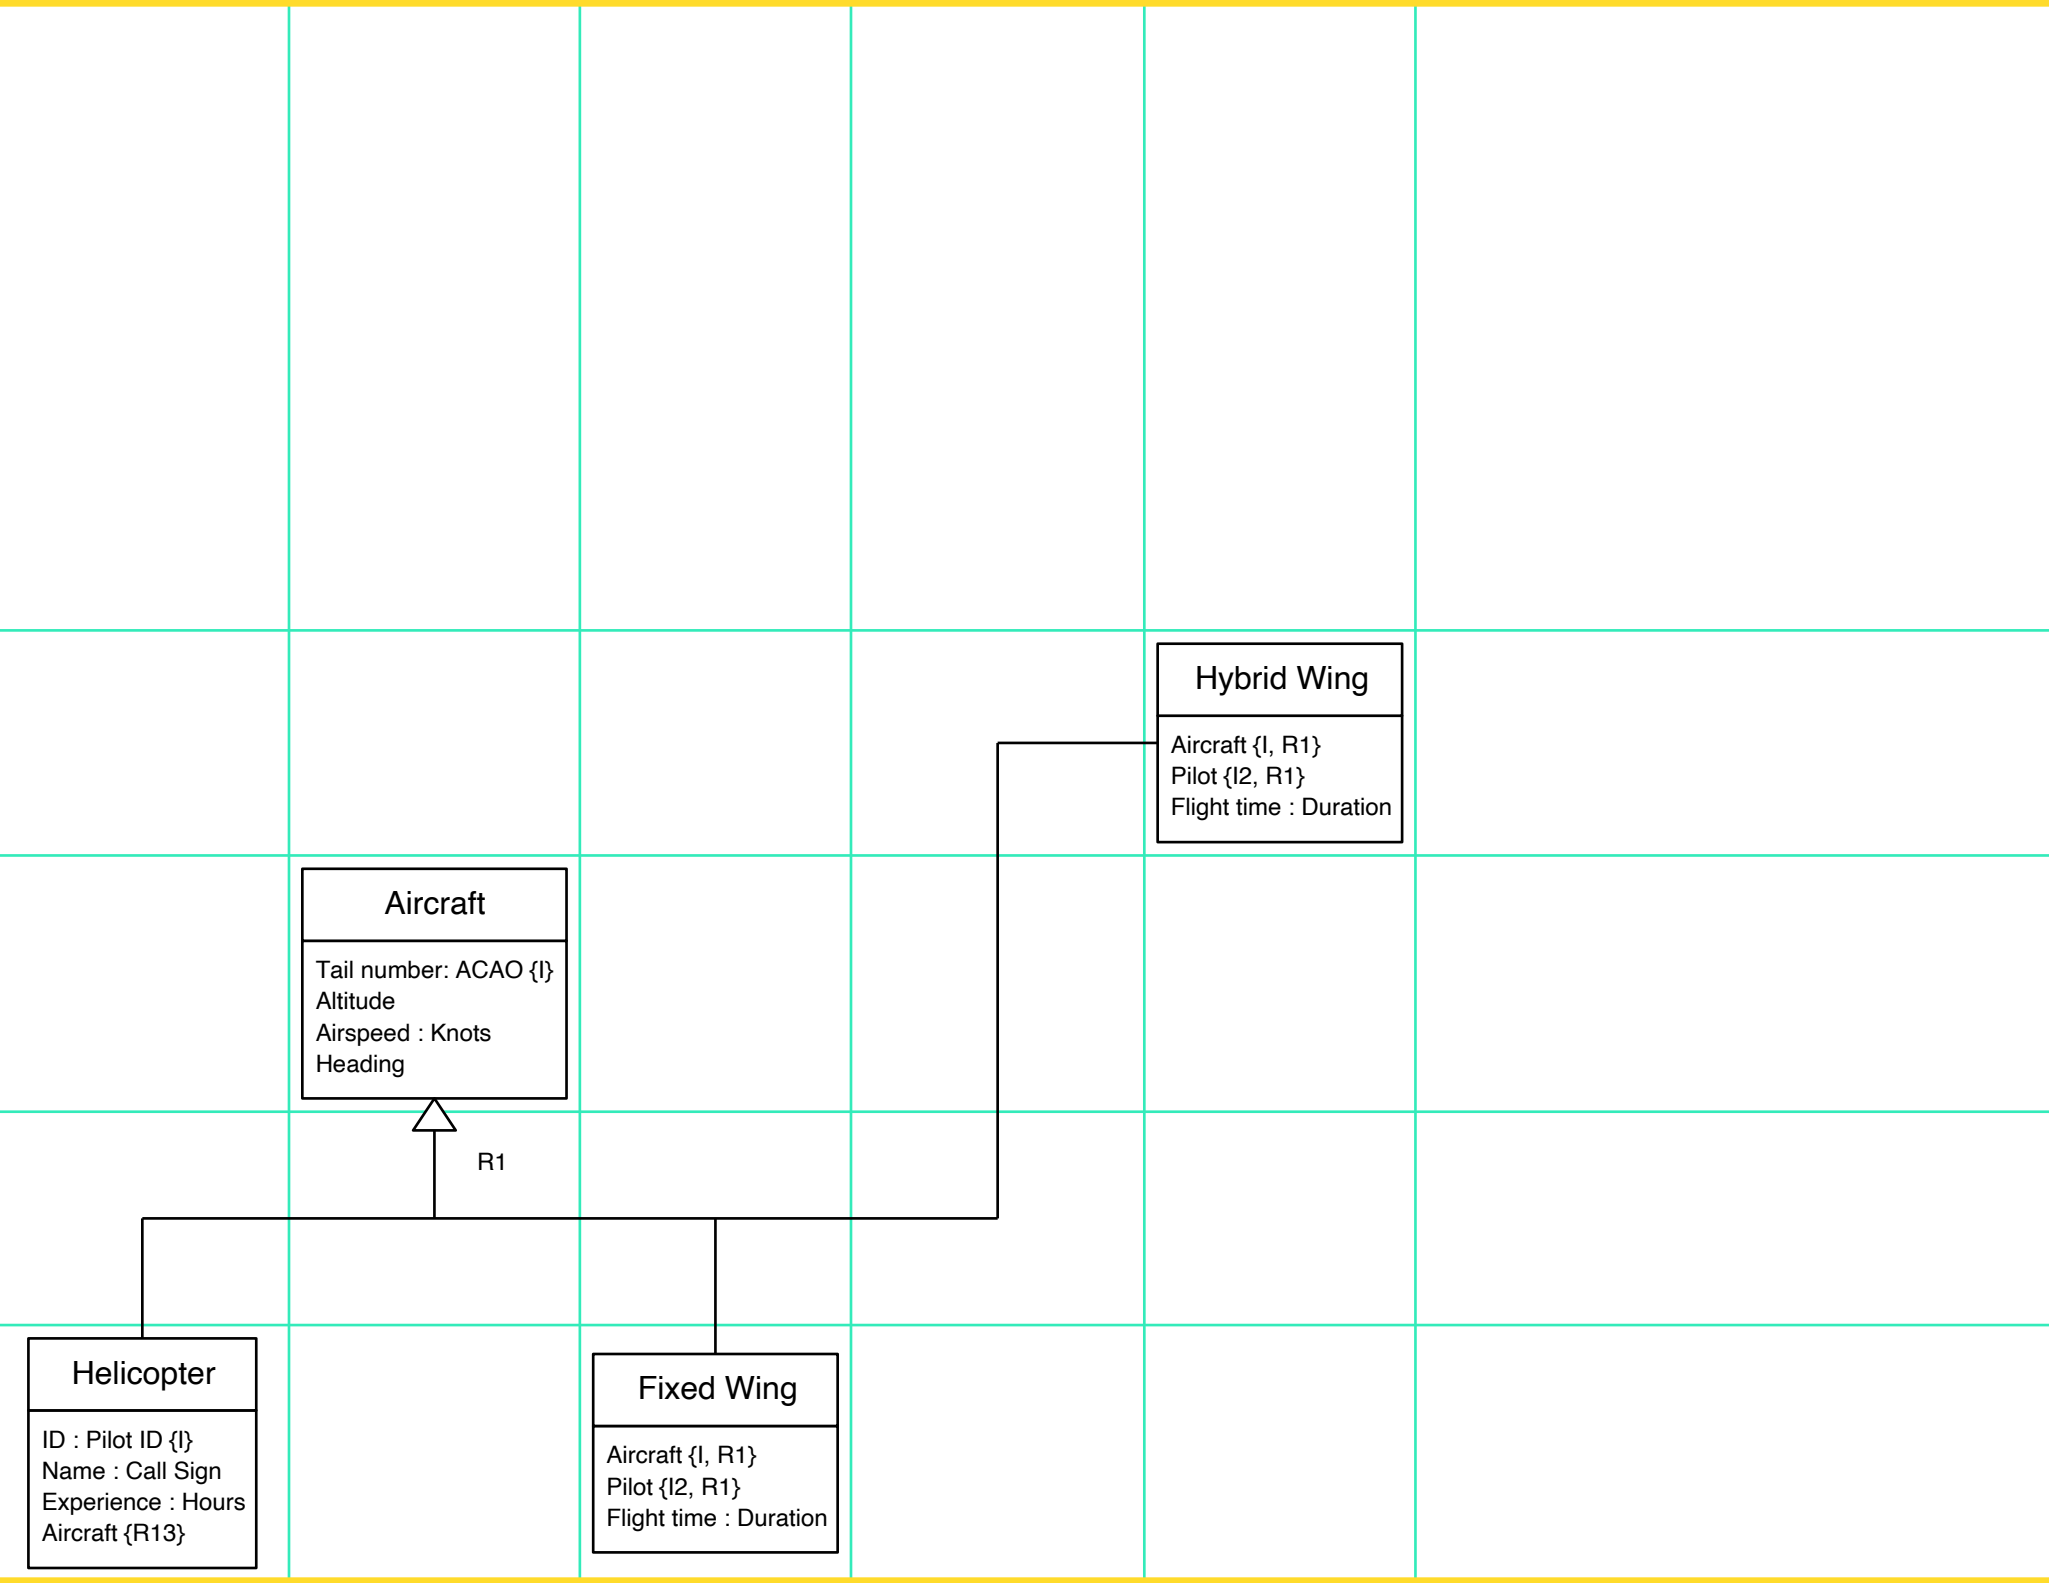 Hybrid Wing
Aircraft {I, R1}
Pilot {I2, R1}
Flight time : Duration
Aircraft
Tail number: ACAO {I}
Altitude
Airspeed : Knots
Heading
R1
Helicopter
ID : Pilot ID {I}
Name : Call Sign
Experience : Hours
Aircraft {R13}
Fixed Wing
Aircraft {I, R1}
Pilot {I2, R1}
Flight time : Duration